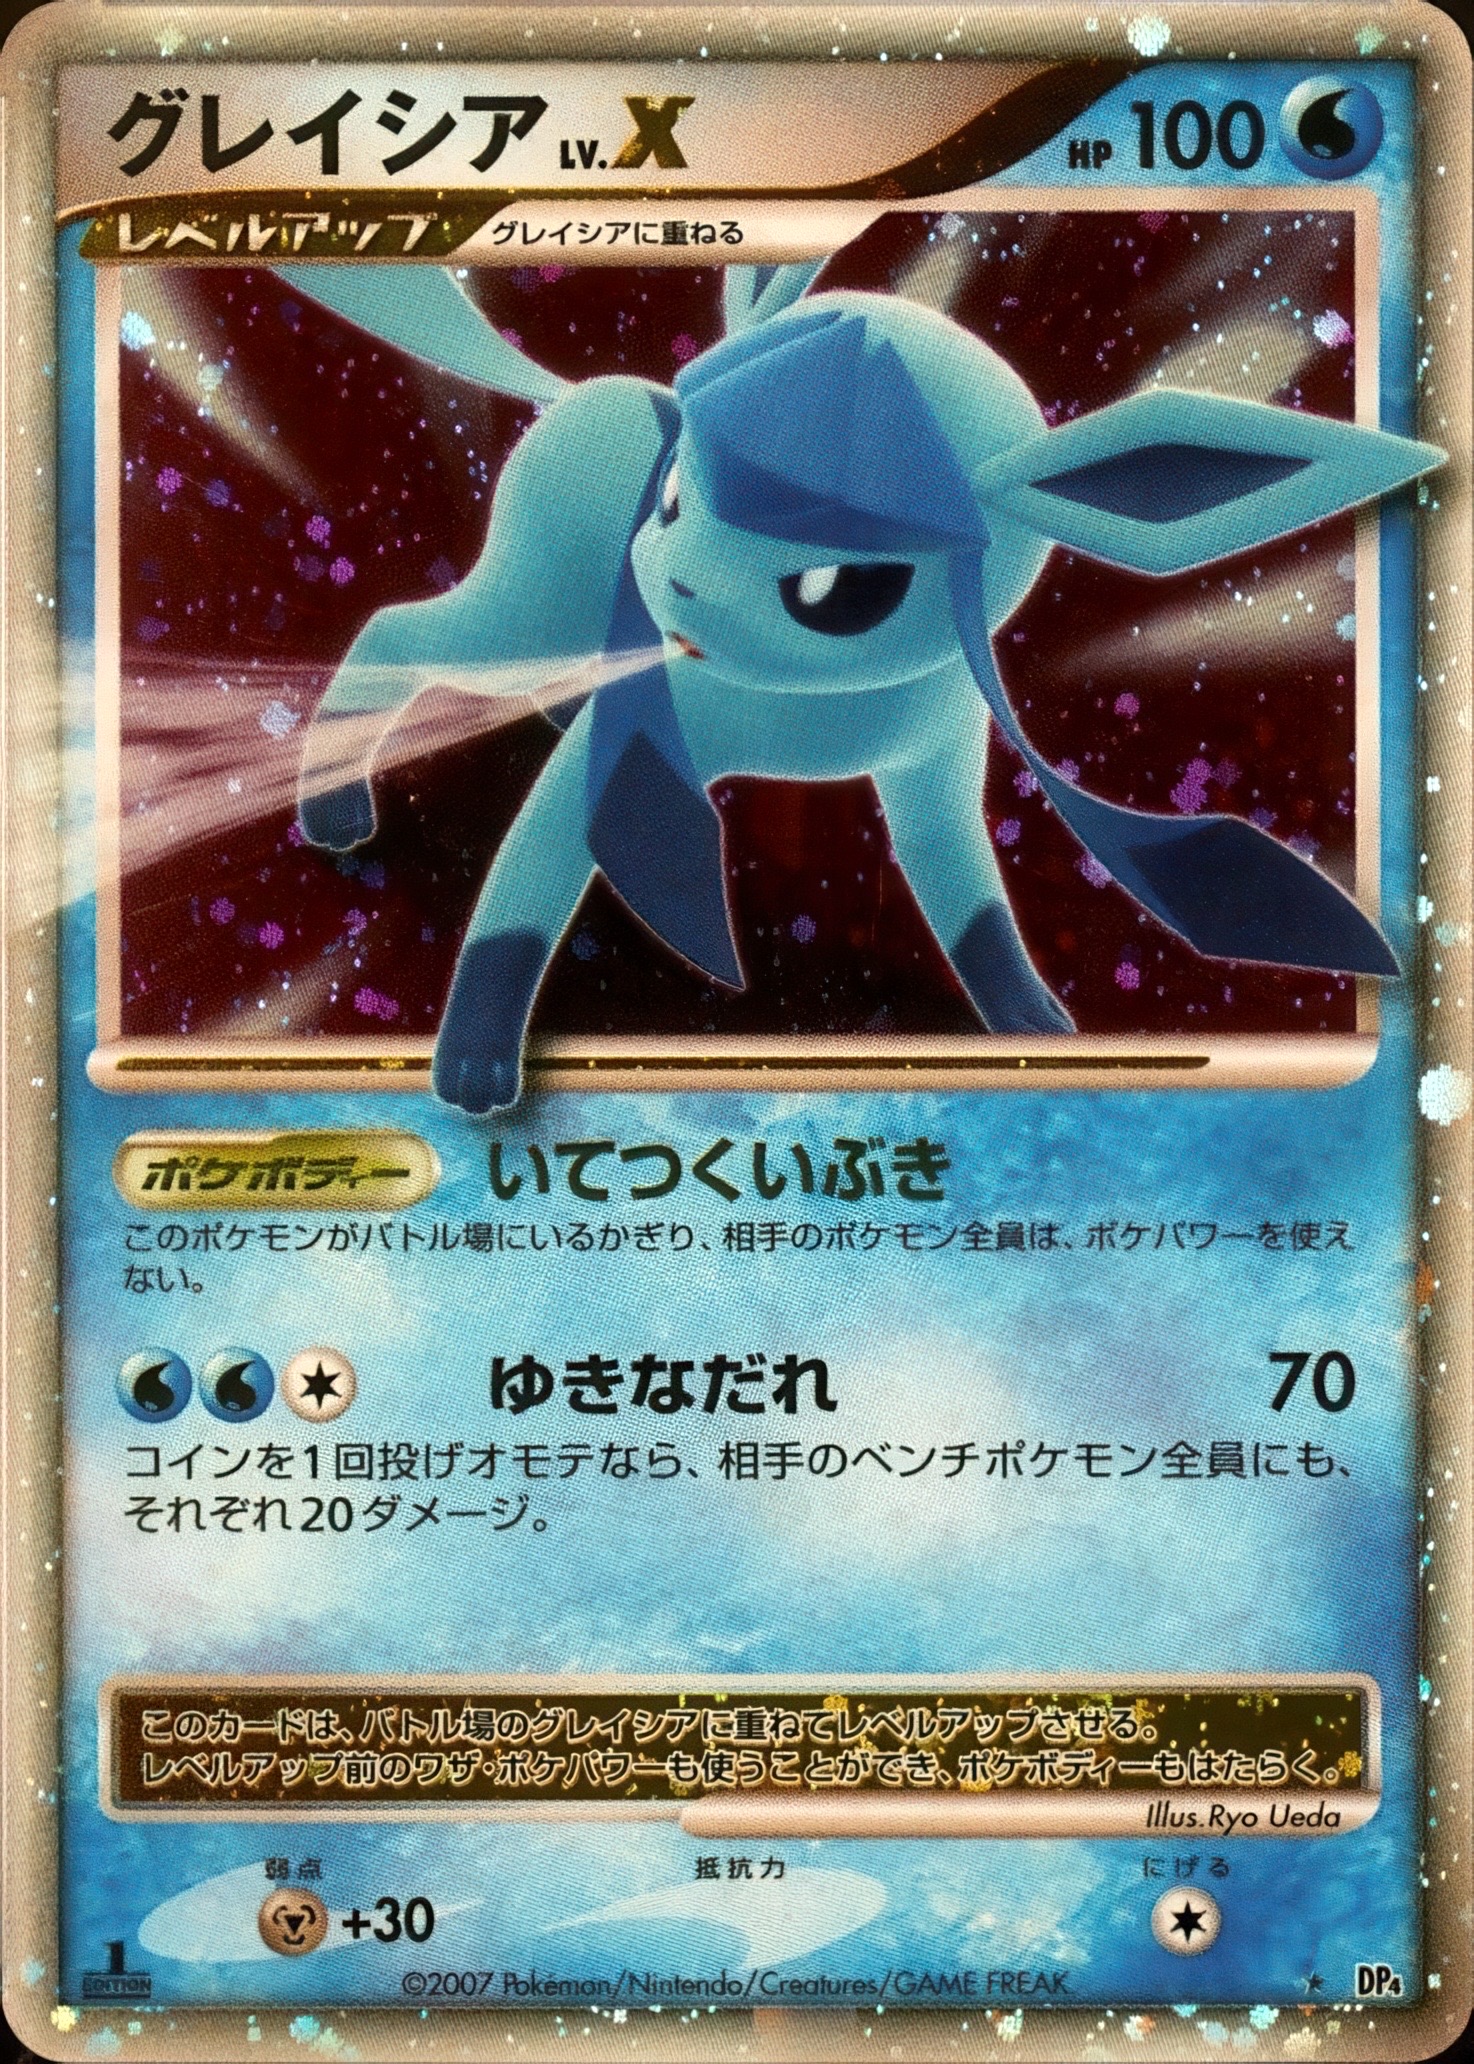 グレイシア LV.X HP 100
レベルアップ グレイシアに重ねる
ポケボディー いてつくいぶき
このポケモンがバトル場にいるかぎり、相手のポケモン全員は、ポケパワーを使え
ない。
ゆきなだれ 70
コインを1回投げオモテなら、相手のベンチポケモン全員にも、
それぞれ20ダメージ。
このカードは、バトル場のグレイシアに重ねてレベルアップさせる。
レベルアップ前のワザ・ポケパワーも使うことができ、ポケボディーもはたらく。
Illus.Ryo Ueda
弱点 抵抗力 にげる
+30
1 EDITION ©2007 Pokémon/Nintendo/Creatures/GAME FREAK ★ DP4